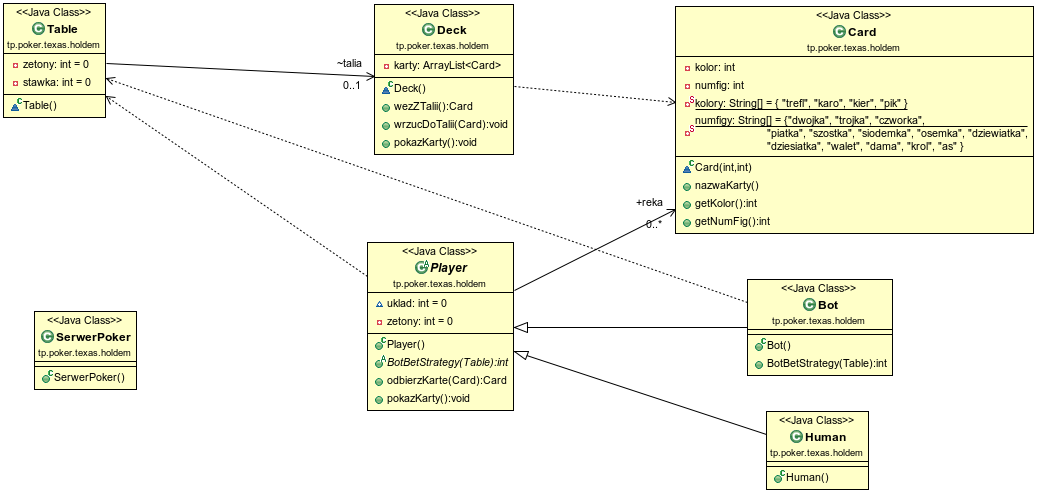 <<Java Class>>
Table
tp.poker.texas.holdem
zetony: int = 0
stawka: int = 0
Table()
<<Java Class>>
Deck
tp.poker.texas.holdem
karty: ArrayList<Card>
Deck()
wezZTalii():Card
wrzucDoTalii(Card):void
pokazKarty():void
~talia
0..1
<<Java Class>>
Card
tp.poker.texas.holdem
kolor: int
numfig: int
kolory: String[] = { "trefl", "karo", "kier", "pik" }
numfigy: String[] = {"dwojka", "trojka", "czworka",
"piatka", "szostka", "siodemka", "osemka", "dziewiatka",
"dziesiatka", "walet", "dama", "krol", "as" }
Card(int,int)
nazwaKarty()
getKolor():int
getNumFig():int
+reka
0..*
<<Java Class>>
Player
tp.poker.texas.holdem
uklad: int = 0
zetony: int = 0
Player()
BotBetStrategy(Table):int
odbierzKarte(Card):Card
pokazKarty():void
<<Java Class>>
Bot
tp.poker.texas.holdem
Bot()
BotBetStrategy(Table):int
<<Java Class>>
SerwerPoker
tp.poker.texas.holdem
SerwerPoker()
<<Java Class>>
Human
tp.poker.texas.holdem
Human()